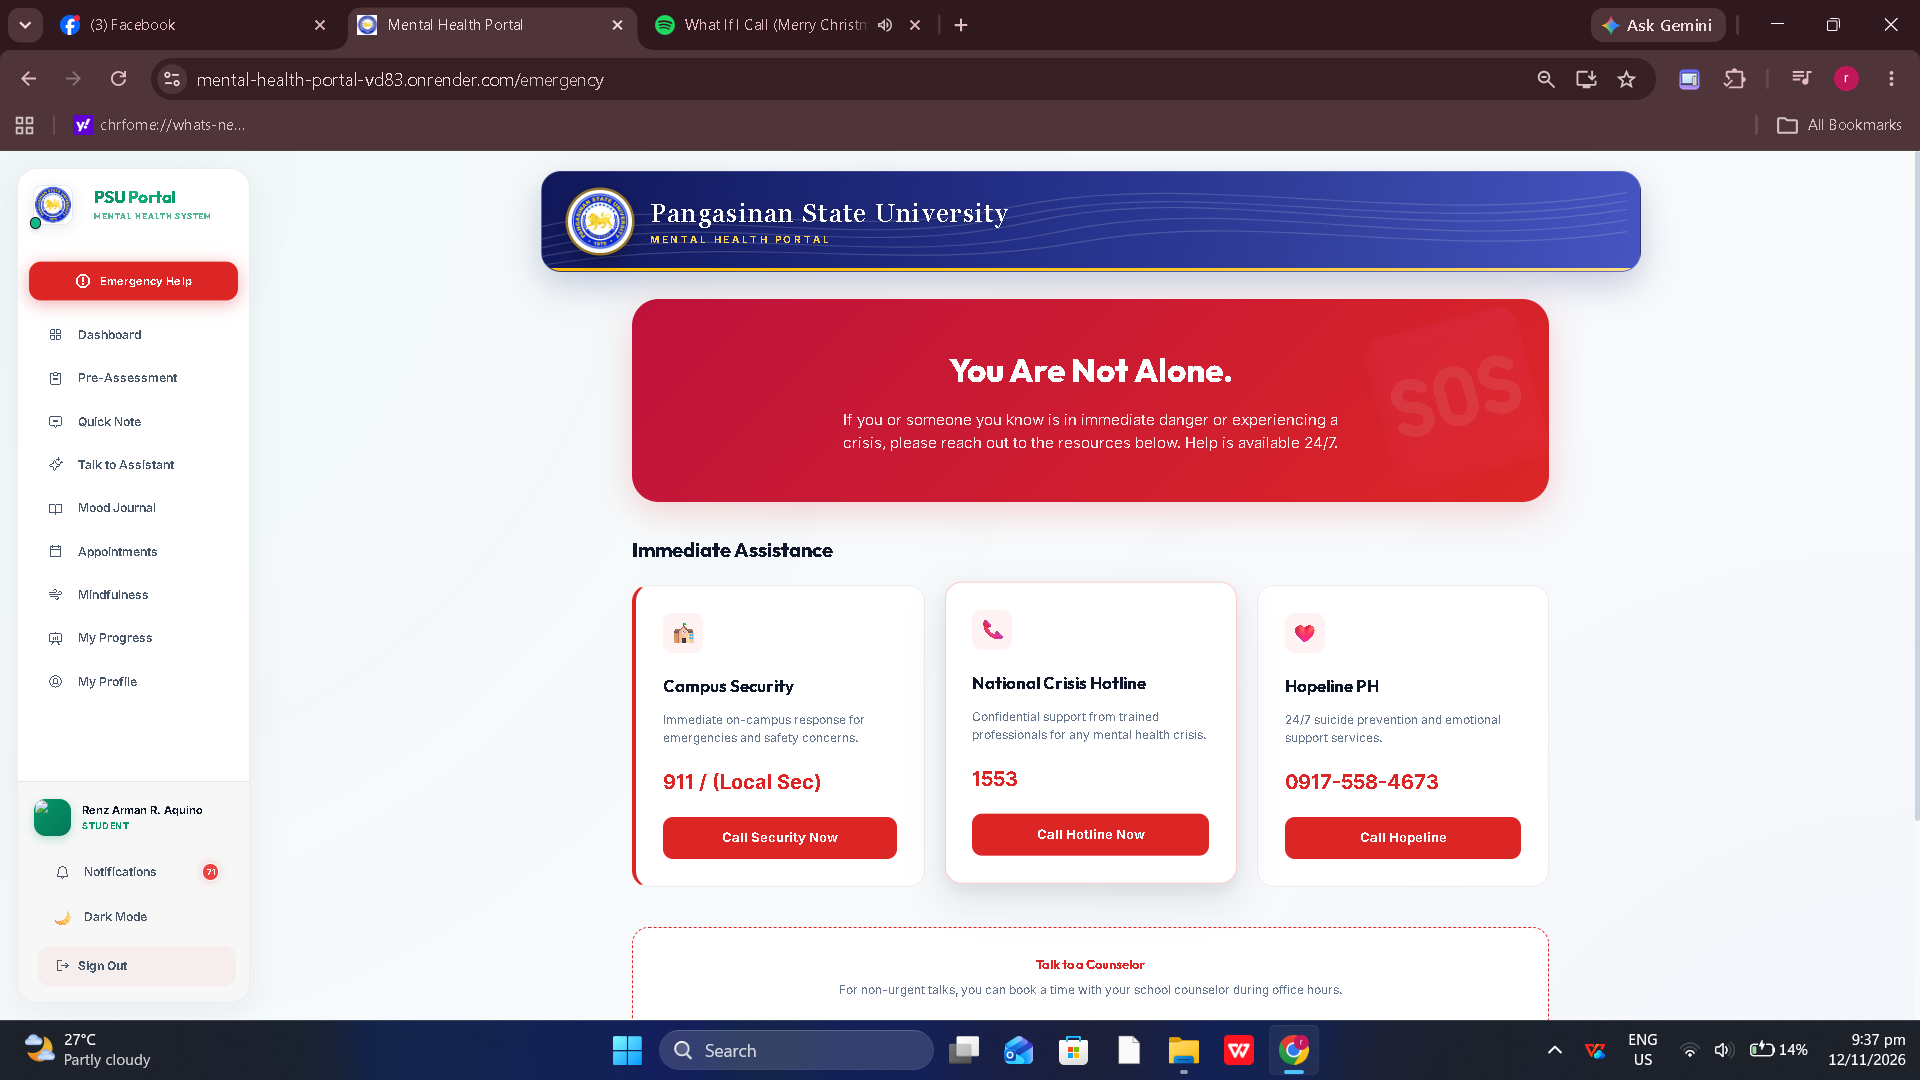 (3) Facebook
Mental Health Portal
What If I Call (Merry Christm
Ask Gemini
mental-health-portal-vd83.onrender.com/emergency
r
y!
chrfome://whats-ne...
All Bookmarks
PSU Portal
MENTAL HEALTH SYSTEM
Emergency Help
Dashboard
Pre-Assessment
Quick Note
Talk to Assistant
Mood Journal
Appointments
Mindfulness
My Progress
My Profile
Renz Arman R. Aquino
STUDENT
Notifications
71
Dark Mode
Sign Out
Pangasinan State University
MENTAL HEALTH PORTAL
You Are Not Alone.
If you or someone you know is in immediate danger or experiencing a
crisis, please reach out to the resources below. Help is available 24/7.
SOS
Immediate Assistance
Campus Security
Immediate on-campus response for
emergencies and safety concerns.
911 / (Local Sec)
Call Security Now
National Crisis Hotline
Confidential support from trained
professionals for any mental health crisis.
1553
Call Hotline Now
Hopeline PH
24/7 suicide prevention and emotional
support services.
0917-558-4673
Call Hopeline
Talk to a Counselor
For non-urgent talks, you can book a time with your school counselor during office hours.
27°C
Partly cloudy
Search
ENG
US
14%
9:37 pm
12/11/2026